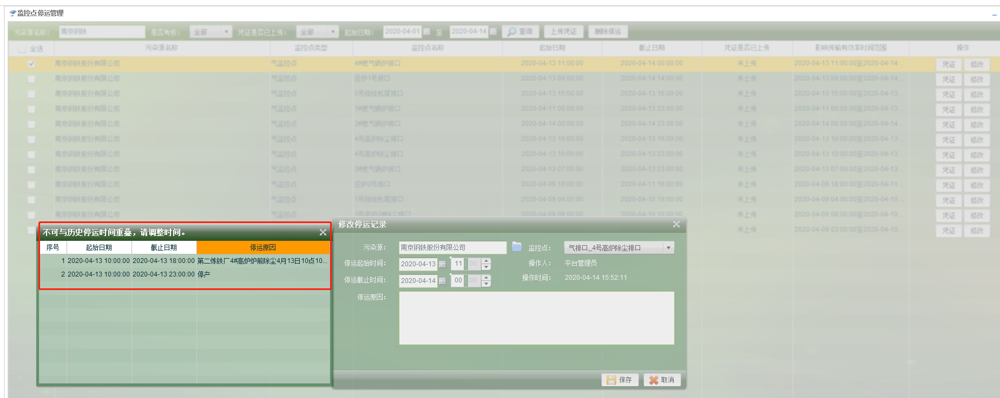 监控点停运管理
污染源名称： 南京钢铁 是否考核： 全部 凭证是否已上传： 全部 起始日期： 2020-04-01 至 2020-04-14 查询 上传凭证 删除停运
全选 污染源名称 监控点类型 监控点名称 起始日期 截止日期 凭证是否已上传 影响传输有效率时间范围 操作
南京钢铁股份有限公司 气监控点 4#燃气锅炉排口 2020-04-13 11:00:00 2020-04-14 00:00:00 未上传 2020-04-13 11:00:00至2020-04-14 ... 凭证 修改
南京钢铁股份有限公司 气监控点 竖炉1号排口 2020-04-13 09:00:00 2020-04-14 14:00:00 未上传 2020-04-13 09:00:00至2020-04-14 ... 凭证 修改
南京钢铁股份有限公司 气监控点 5号烧结机尾排口 2020-04-13 15:00:00 2020-04-13 16:00:00 未上传 2020-04-13 15:00:00至2020-04-13 ... 凭证 修改
南京钢铁股份有限公司 气监控点 1#燃气锅炉排口 2020-04-11 00:00:00 2020-04-13 23:00:00 未上传 2020-04-11 00:00:00至2020-04-13 ... 凭证 修改
南京钢铁股份有限公司 气监控点 3#燃气锅炉排口 2020-04-14 00:00:00 2020-04-14 23:00:00 未上传 2020-04-14 00:00:00至2020-04-14 ... 凭证 修改
南京钢铁股份有限公司 气监控点 4号高炉除尘排口 2020-04-13 10:00:00 2020-04-13 18:00:00 未上传 2020-04-13 10:00:00至2020-04-13 ... 凭证 修改
南京钢铁股份有限公司 气监控点 4号高炉除尘排口 2020-04-13 10:00:00 2020-04-13 23:00:00 未上传 2020-04-13 10:00:00至2020-04-13 ... 凭证 修改
南京钢铁股份有限公司 气监控点 3#燃气锅炉排口 2020-04-13 07:00:00 2020-04-13 23:00:00 未上传 2020-04-13 07:00:00至2020-04-13 ... 凭证 修改
南京钢铁股份有限公司 气监控点 竖炉2号排口 2020-04-09 18:00:00 2020-04-11 16:00:00 未上传 2020-04-09 18:00:00至2020-04-11 ... 凭证 修改
南京钢铁股份有限公司 气监控点 1号烧结机尾排口 2020-04-09 04:00:00 2020-04-10 19:00:00 未上传 2020-04-09 04:00:00至2020-04-10 ... 凭证 修改
南京钢铁股份有限公司 气监控点 2020-04-09 08:00:00 2020-04-10 10:00:00 未上传 2020-04-09 08:00:00至2020-04-10 ... 凭证 修改
未上传 2020-04-09 03:00:00至2020-04-10 ... 凭证 修改
不可与历史停运时间重叠，请调整时间。
序号 起始日期 截止日期 停运原因
1 2020-04-13 10:00:00 2020-04-13 18:00:00 第二炼铁厂4#高炉炉前除尘4月13日10点10...
2 2020-04-13 10:00:00 2020-04-13 23:00:00 停产
修改停运记录
污染源： 南京钢铁股份有限公司 监控点： 气排口_4号高炉除尘排口
停运起始时间： 2020-04-13 11 : 00 操作人： 平台管理员
停运截止时间： 2020-04-14 00 : 00 操作时间： 2020-04-14 15:52:11
停运原因：
保存 取消